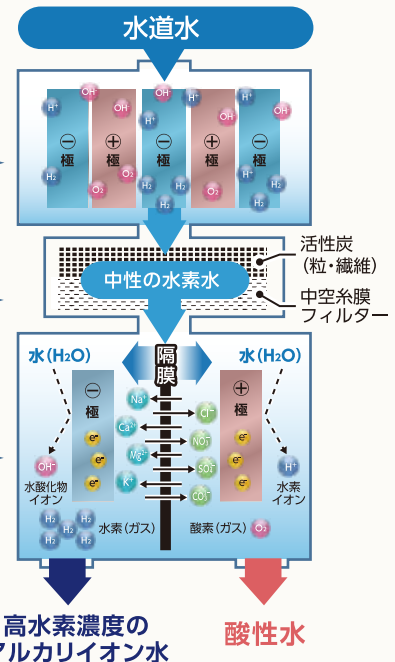 水道水
OH⁻
OH⁻
OH⁻
OH⁻
OH⁻
H⁺
H⁺
H⁺
H⁺
H⁺
⊖極
⊕極
⊖極
⊕極
⊖極
H₂
O₂
O₂
H₂
H₂
H₂
O₂
H₂
H₂
活性炭
(粒・繊維)
中性の水素水
中空糸膜
フィルター
水(H₂O)
隔膜
水(H₂O)
⊖極
⊕極
Na⁺
Cl⁻
Ca²⁺
NO₃⁻
Mg²⁺
K⁺
e⁻
e⁻
e⁻
e⁻
e⁻
e⁻
OH⁻
水酸化物
イオン
H⁺
水素
イオン
H₂
H₂
H₂
H₂
H₂
水素(ガス)
酸素(ガス)
O₂
高水素濃度の
アルカリイオン水
酸性水